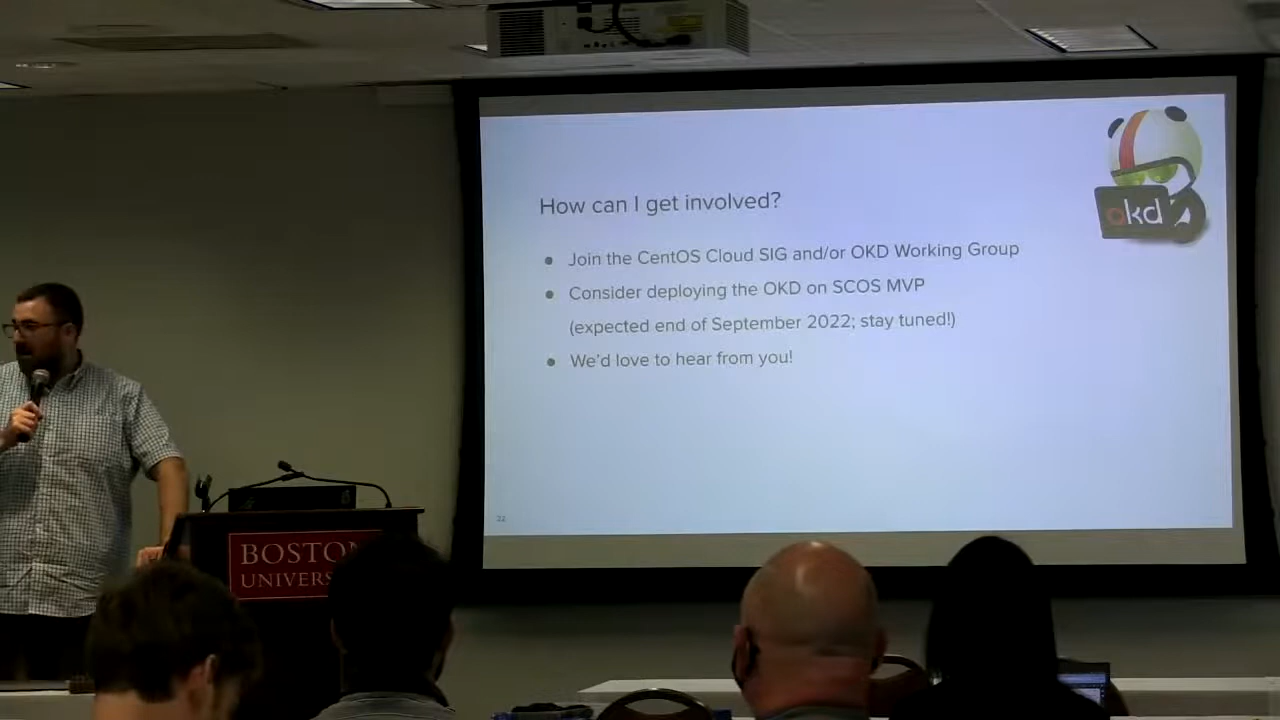 okd
How can I get involved?
Join the CentOS Cloud SIG and/or OKD Working Group
Consider deploying the OKD on SCOS MVP
(expected end of September 2022; stay tuned!)
We'd love to hear from you!
22
BOSTON
UNIVERS